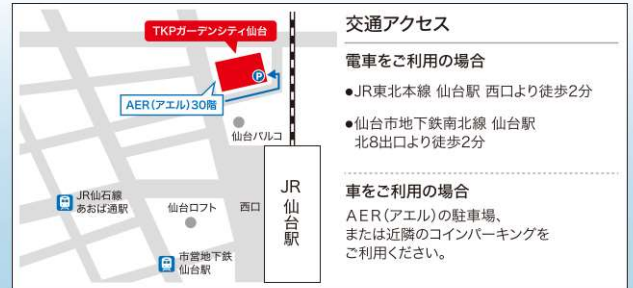 TKPガーデンシティ仙台
P
AER(アエル)30階
仙台パルコ
JR仙石線
あおば通駅
仙台ロフト
西口
JR仙台駅
市営地下鉄
仙台駅
交通アクセス
電車をご利用の場合
●JR東北本線 仙台駅 西口より徒歩2分
●仙台市地下鉄南北線 仙台駅
北8出口より徒歩2分
車をご利用の場合
AER(アエル)の駐車場、
または近隣のコインパーキングを
ご利用ください。